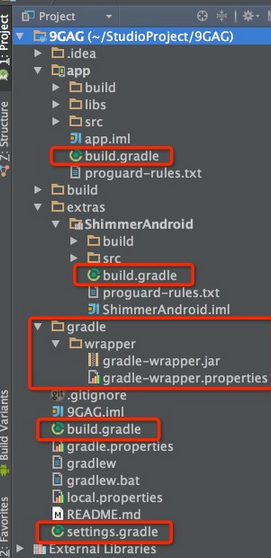 Project
9GAG (~/StudioProject/9GAG)
.idea
app
build
libs
src
app.iml
build.gradle
proguard-rules.txt
build
extras
ShimmerAndroid
build
src
build.gradle
proguard-rules.txt
ShimmerAndroid.iml
gradle
wrapper
gradle-wrapper.jar
gradle-wrapper.properties
.gitignore
9GAG.iml
build.gradle
gradle.properties
gradlew
gradlew.bat
local.properties
README.md
settings.gradle
External Libraries
1: Project
7: Structure
Build Variants
2: Favorites